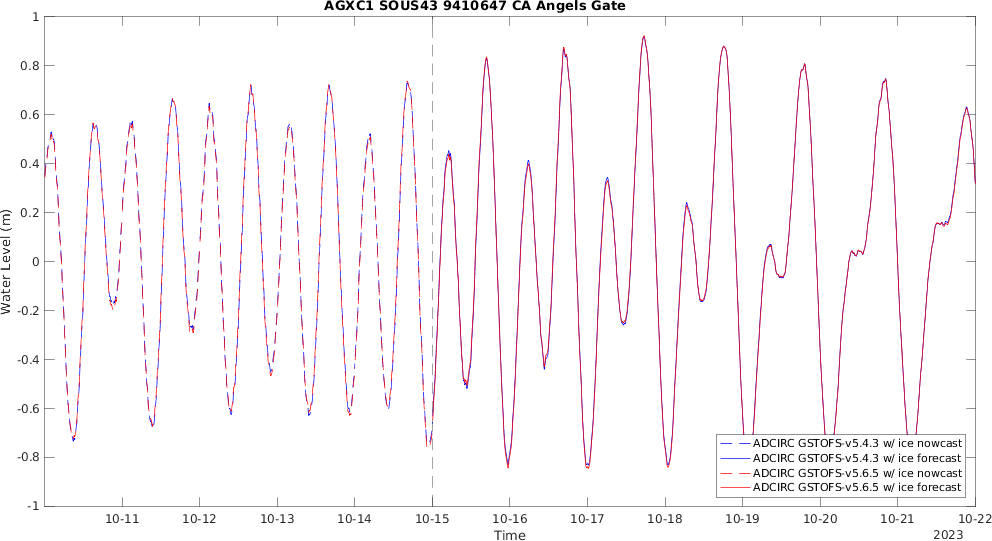 AGXC1 SOUS43 9410647 CA Angels Gate
1
0.8
0.6
0.4
0.2
0
-0.2
-0.4
-0.6
-0.8
-1
Water Level (m)
ADCIRC GSTOFS-v5.4.3 w/ ice nowcast
ADCIRC GSTOFS-v5.4.3 w/ ice forecast
ADCIRC GSTOFS-v5.6.5 w/ ice nowcast
ADCIRC GSTOFS-v5.6.5 w/ ice forecast
10-11 10-12 10-13 10-14 10-15 10-16 10-17 10-18 10-19 10-20 10-21 10-22
Time
2023